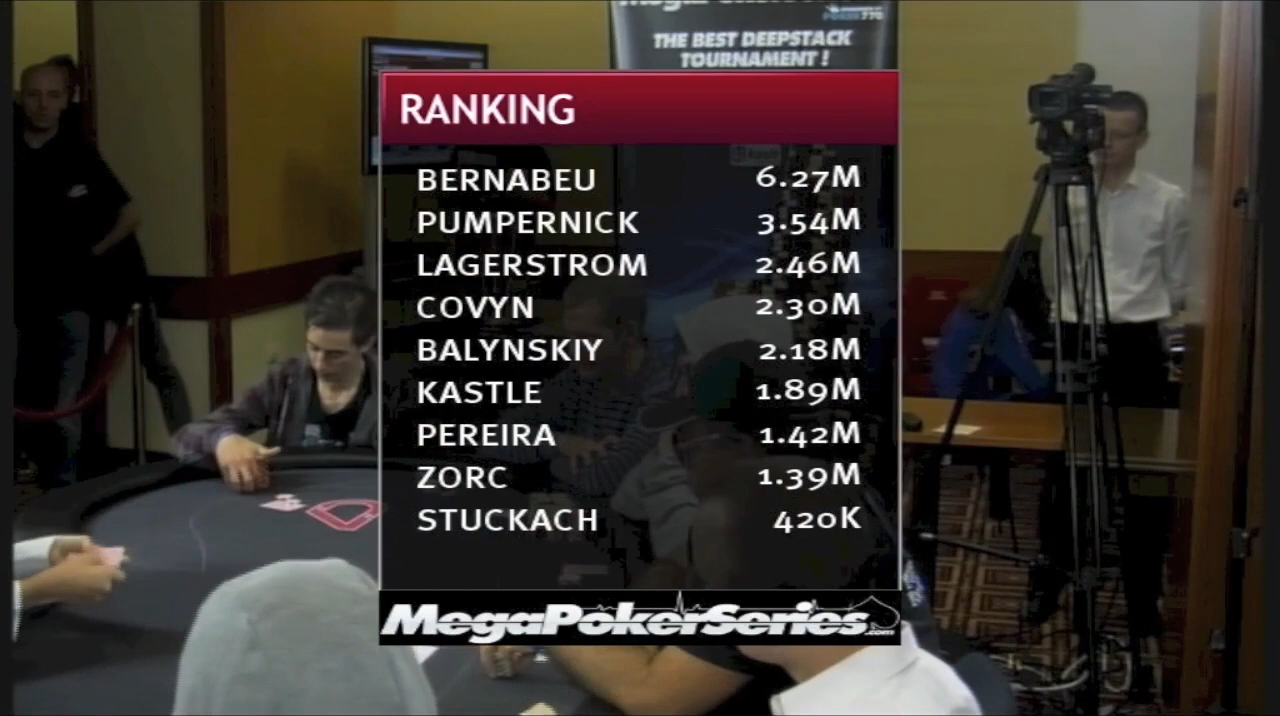 POKER770
THE BEST DEEPSTACK
TOURNAMENT !
RANKING
BERNABEU 6.27M
PUMPERNICK 3.54M
LAGERSTROM 2.46M
COVYN 2.30M
BALYNSKIY 2.18M
KASTLE 1.89M
PEREIRA 1.42M
ZORC 1.39M
STUCKACH 420K
MegaPokerSeries.com